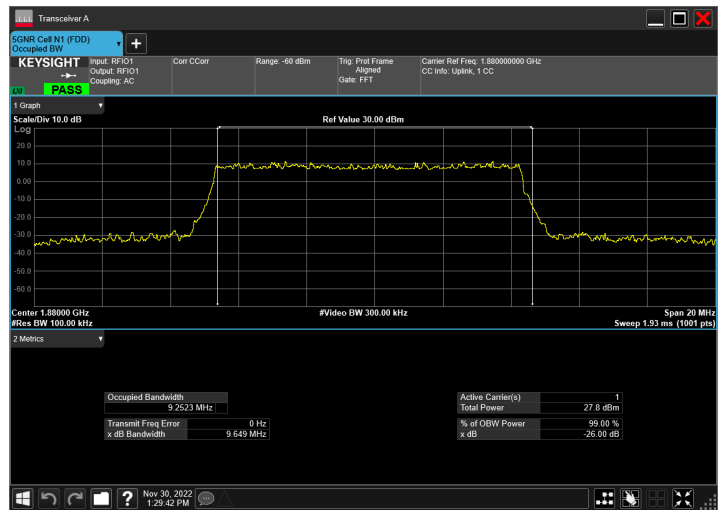 Transceiver A
5GNR Cell N1 (FDD)
Occupied BW
KEYSIGHT
LXI
PASS
Input: RFIO1
Output: RFIO1
Coupling: AC
Corr CCorr
Range: -60 dBm
Trig: Prot Frame
Aligned
Gate: FFT
Carrier Ref Freq: 1.880000000 GHz
CC Info: Uplink, 1 CC
1 Graph
Scale/Div 10.0 dB
Ref Value 30.00 dBm
Log
20.0
10.0
0.00
-10.0
-20.0
-30.0
-40.0
-50.0
-60.0
Center 1.88000 GHz
#Video BW 300.00 kHz
Span 20 MHz
#Res BW 100.00 kHz
Sweep 1.93 ms (1001 pts)
2 Metrics
Occupied Bandwidth
9.2523 MHz
Transmit Freq Error 0 Hz
x dB Bandwidth 9.649 MHz
Active Carrier(s) 1
Total Power 27.8 dBm
% of OBW Power 99.00 %
x dB -26.00 dB
Nov 30, 2022
1:29:42 PM